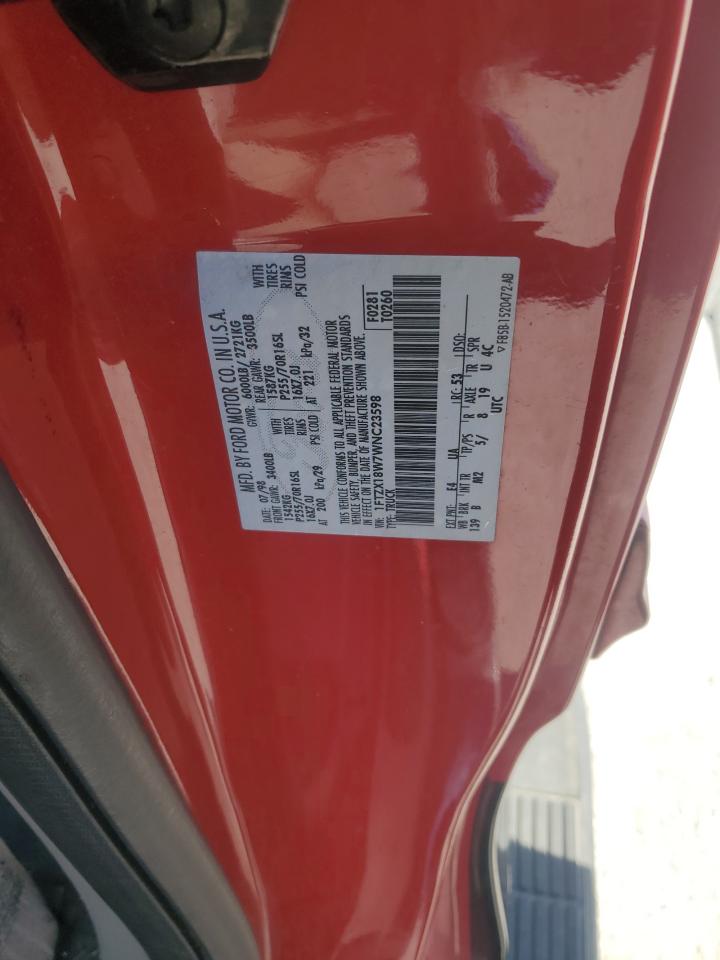 MFD. BY FORD MOTOR CO. IN U.S.A.
DATE: 07/98 GVWR: 6000LB/2721KG
FRONT GAWR: 3400LB REAR GAWR: 3500LB
1542KG WITH 1587KG WITH
P255/70R16SL TIRES P255/70R16SL TIRES
16X7.0J RIMS 16X7.0J RIMS
AT 200 kPa/29 PSI COLD AT 221 kPa/32 PSI COLD
THIS VEHICLE CONFORMS TO ALL APPLICABLE FEDERAL MOTOR
VEHICLE SAFETY, BUMPER, AND THEFT PREVENTION STANDARDS
IN EFFECT ON THE DATE OF MANUFACTURE SHOWN ABOVE.
VIN: 1FTZX18W7WNC23598 F0281
TYPE: TRUCK T0260
EXT PNT: E4 UA RC: 53 DSO:
WB BRK INT TR TP/PS R AXLE TR SPR
139 B M2 5/ 8 19 U 4C
UTC ▽ F85B-1520472-AB